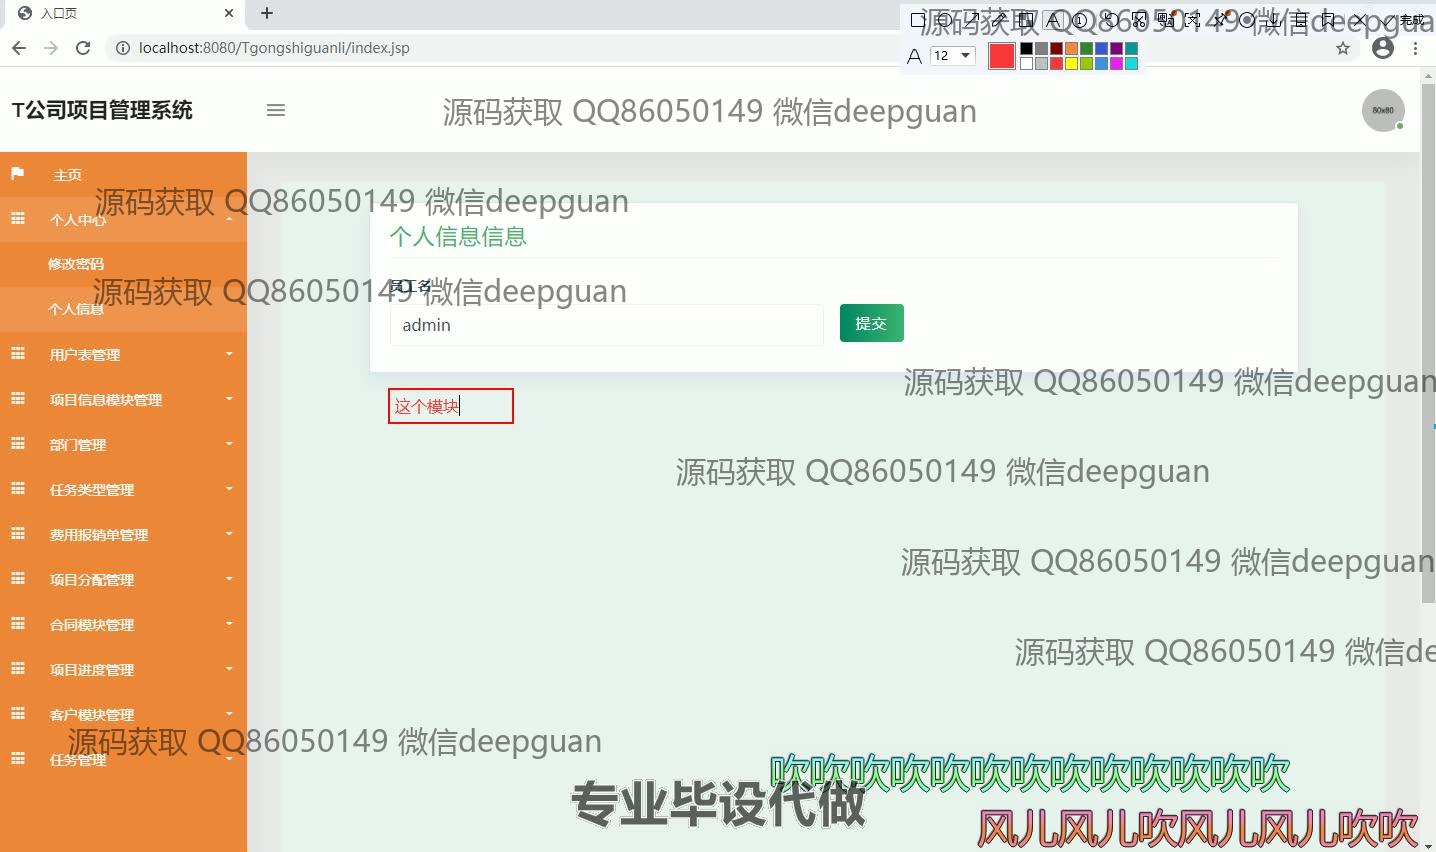 入口页
localhost:8080/Tgongshiguanli/index.jsp
源码获取 QQ86050149 微信deepgua
完成
12
T公司项目管理系统
源码获取 QQ86050149 微信deepguan
80x80
主页
源码获取 QQ86050149 微信deepguan
个人中心
个人信息信息
修改密码
员工名
源码获取 QQ86050149 微信deepguan
个人信息
admin
提交
用户表管理
源码获取 QQ86050149 微信deepguan
项目信息模块管理
这个模块
部门管理
源码获取 QQ86050149 微信deepguan
任务类型管理
费用报销单管理
源码获取 QQ86050149 微信deepguan
项目分配管理
合同模块管理
源码获取 QQ86050149 微信de
项目进度管理
客户模块管理
源码获取 QQ86050149 微信deepguan
任务管理
吹吹吹吹吹吹吹吹吹吹吹吹吹
专业毕设代做
风儿风儿吹风儿风儿吹吹